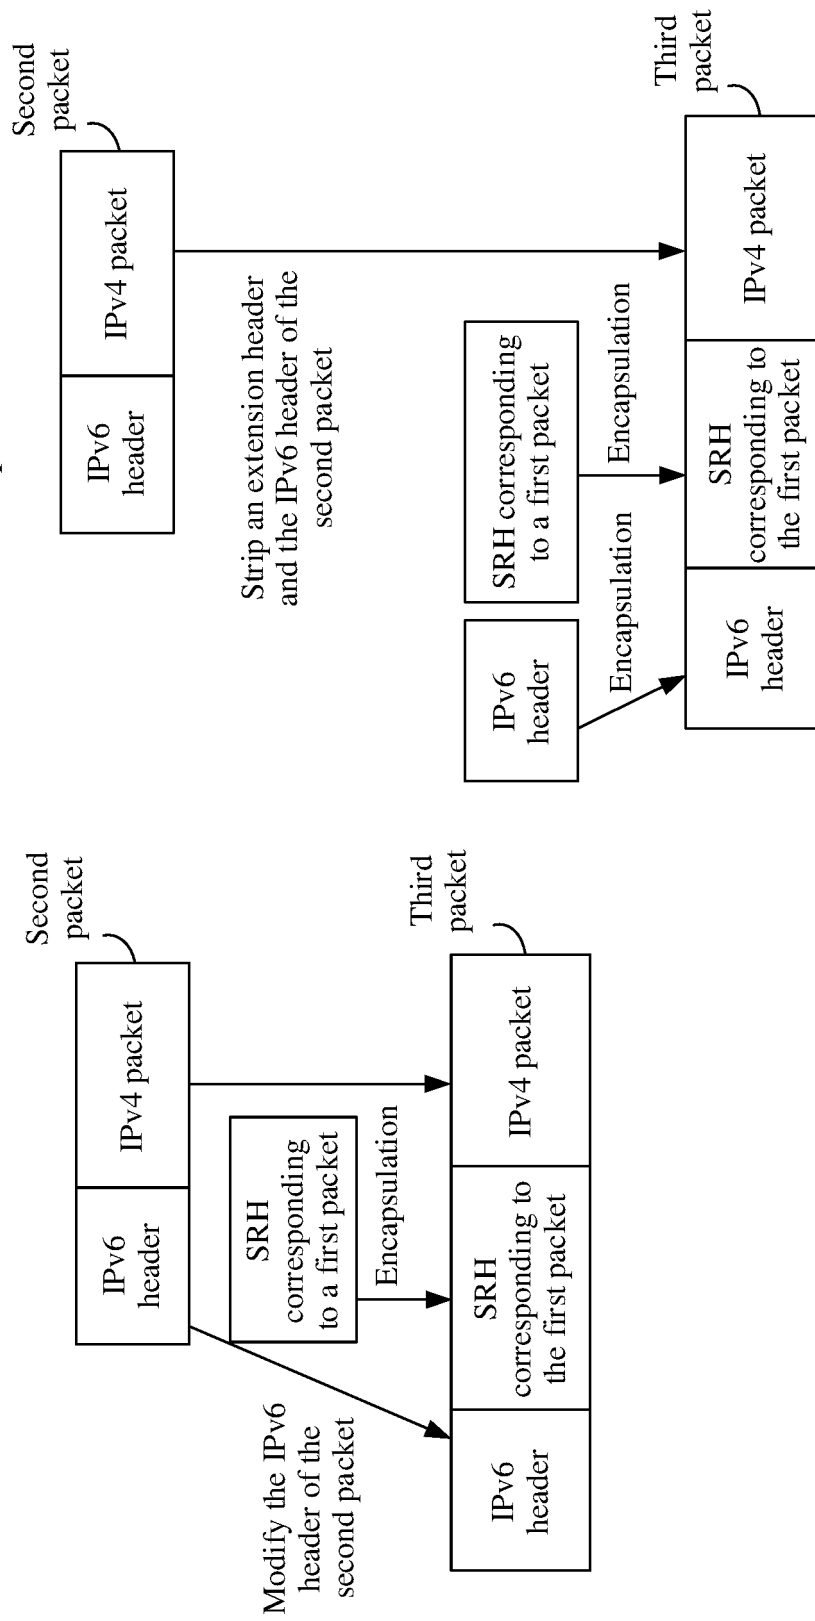 Second
packet
IPv6
header
IPv4 packet
Modify the IPv6
header of the
second packet
SRH
corresponding
to a first packet
Encapsulation
Third
packet
IPv6
header
SRH
corresponding to
the first packet
IPv4 packet
Second
packet
IPv6
header
IPv4 packet
Strip an extension header
and the IPv6 header of the
second packet
IPv6
header
SRH corresponding
to a first packet
Encapsulation
Encapsulation
Third
packet
IPv6
header
SRH
corresponding to
the first packet
IPv4 packet